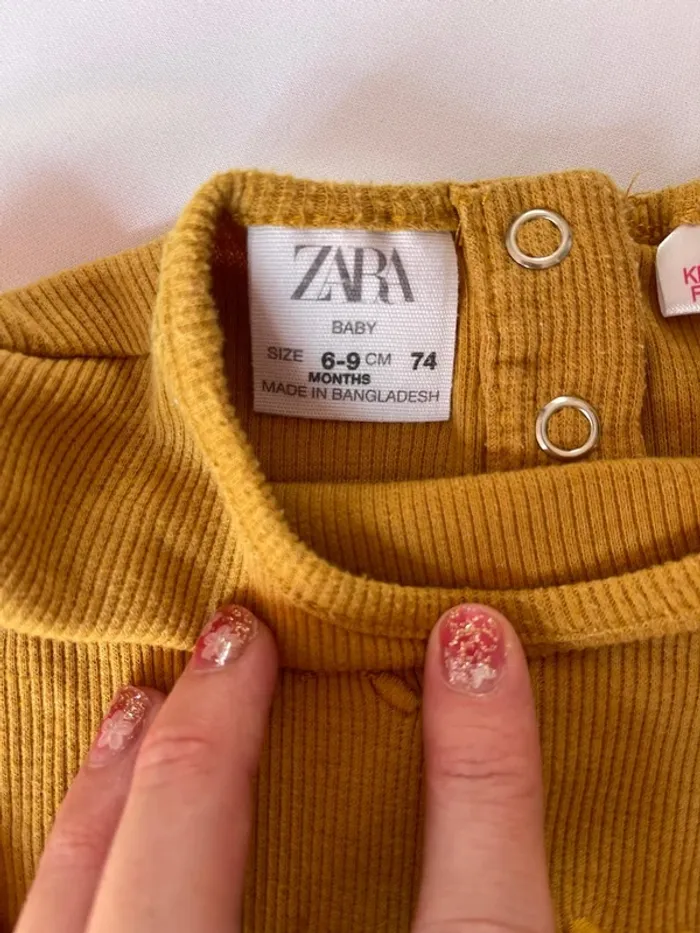 ZARA
BABY
SIZE 6-9 CM 74
MONTHS
MADE IN BANGLADESH